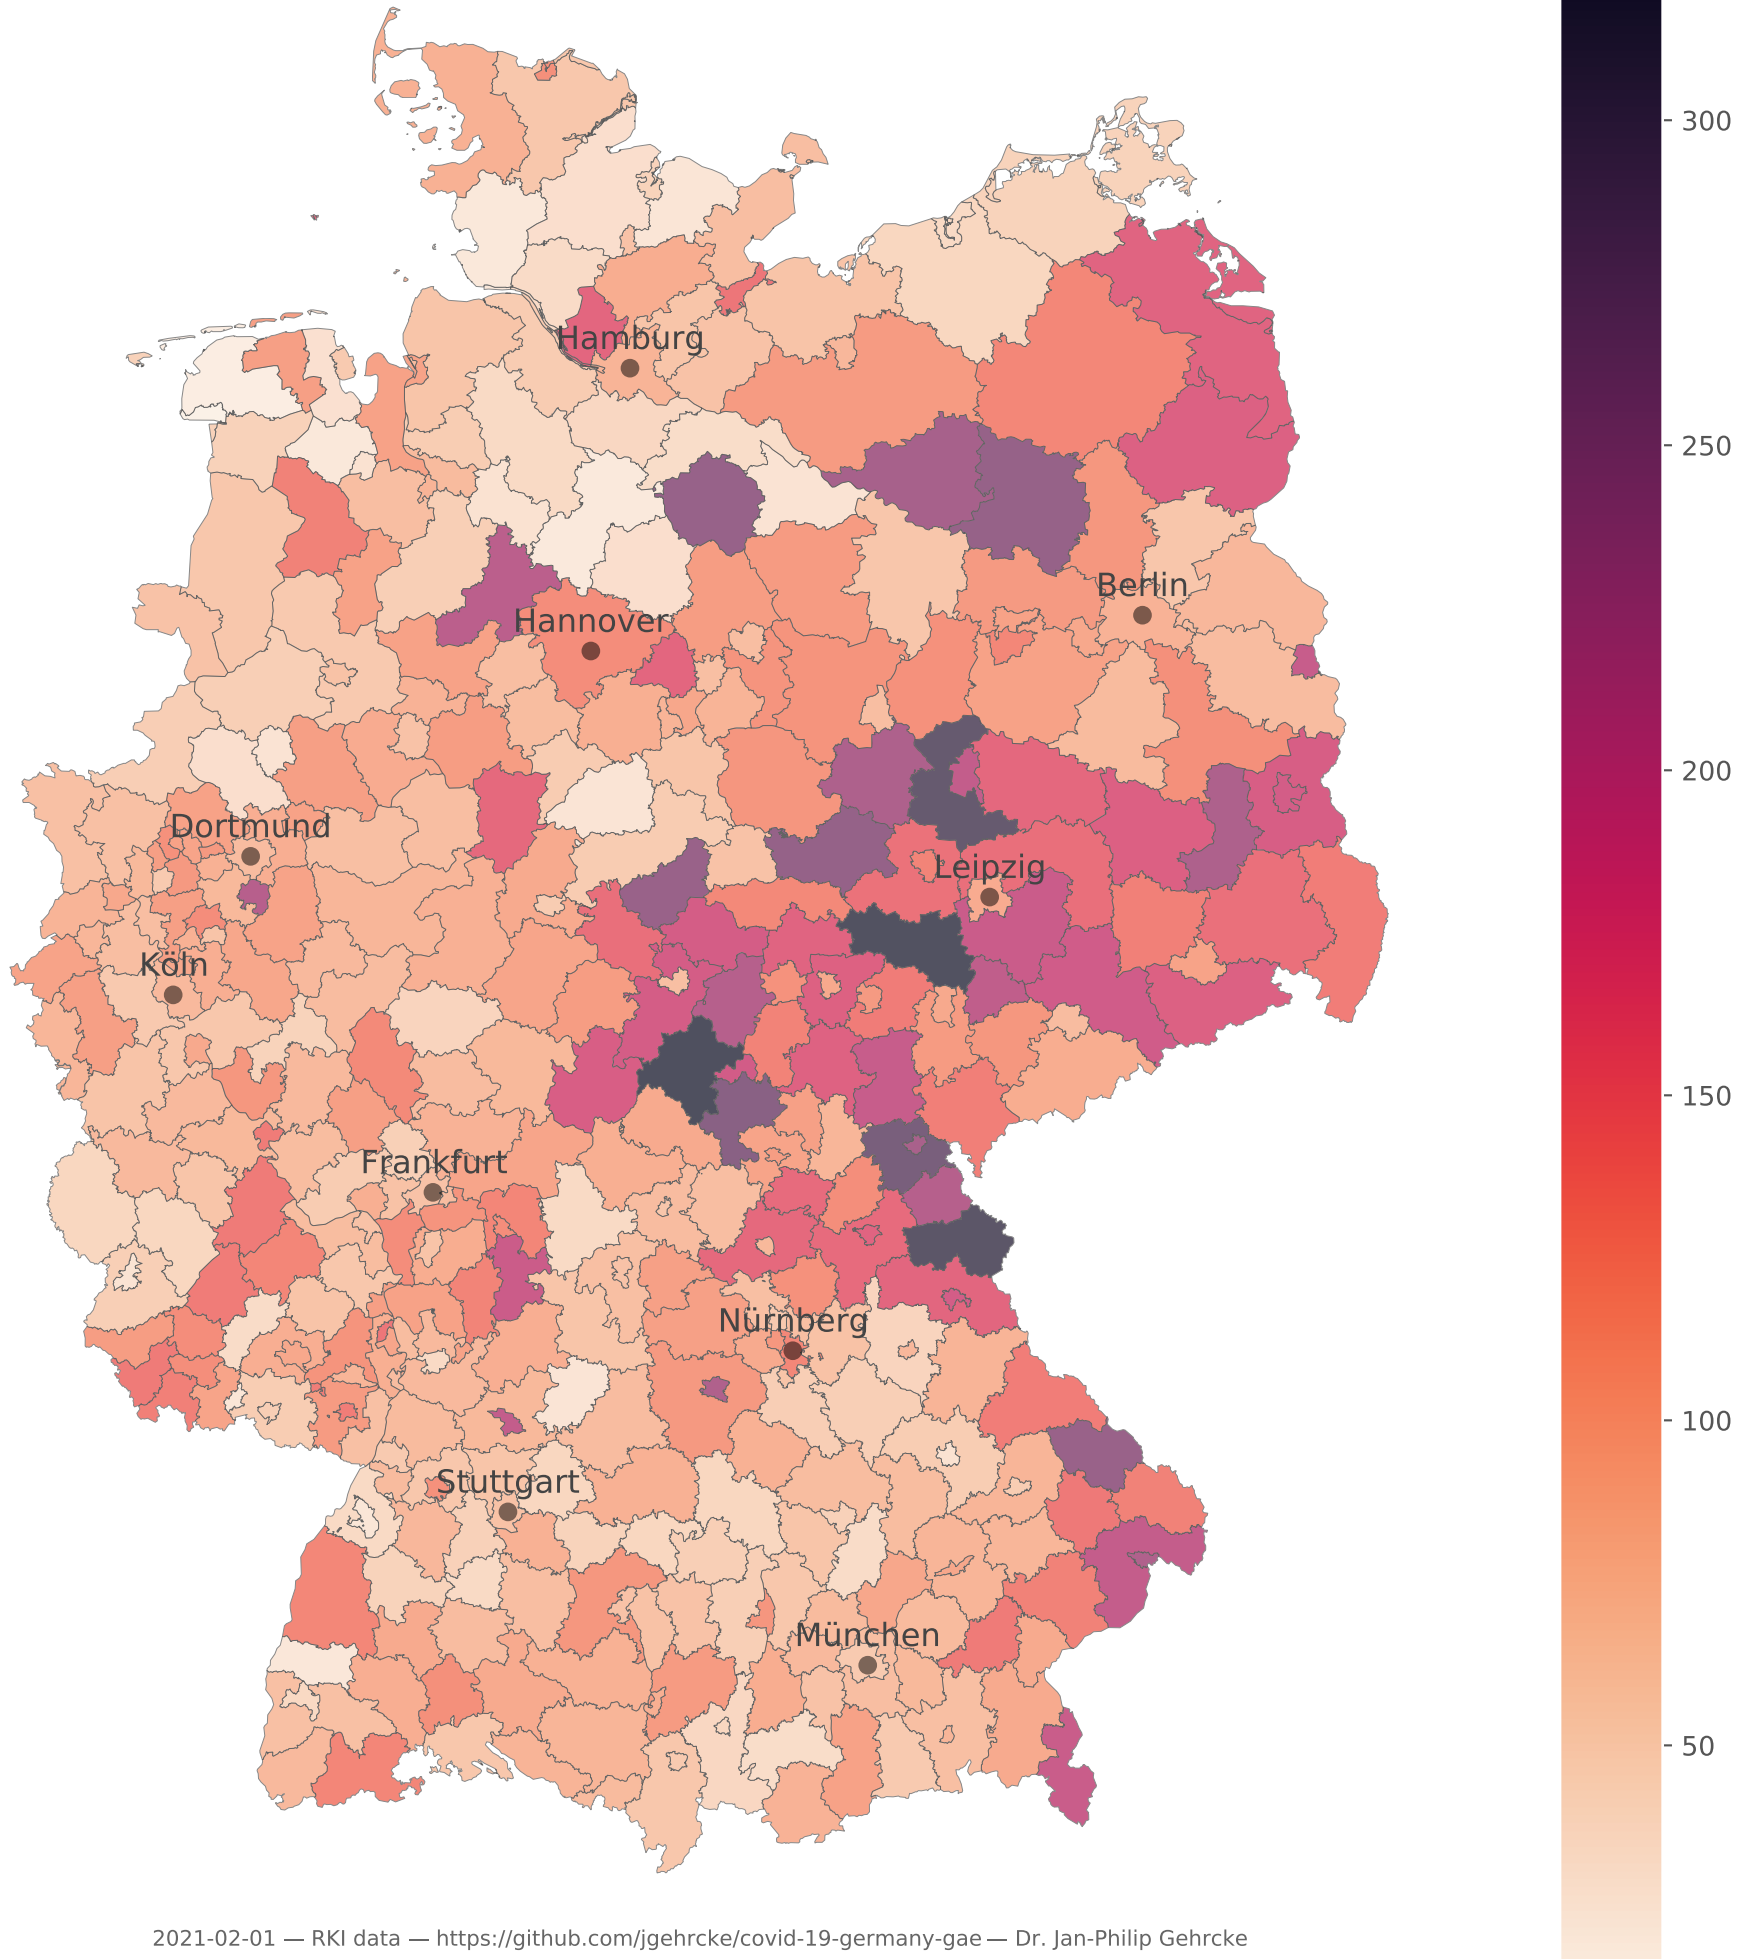 300
Hamburg
250
Berlin
Hannover
200
Dortmund
Leipzig
Köln
150
Frankfurt
Nürnberg
100
Stuttgart
München
50
2021-02-01 — RKI data — https://github.com/jgehrcke/covid-19-germany-gae — Dr. Jan-Philip Gehrcke